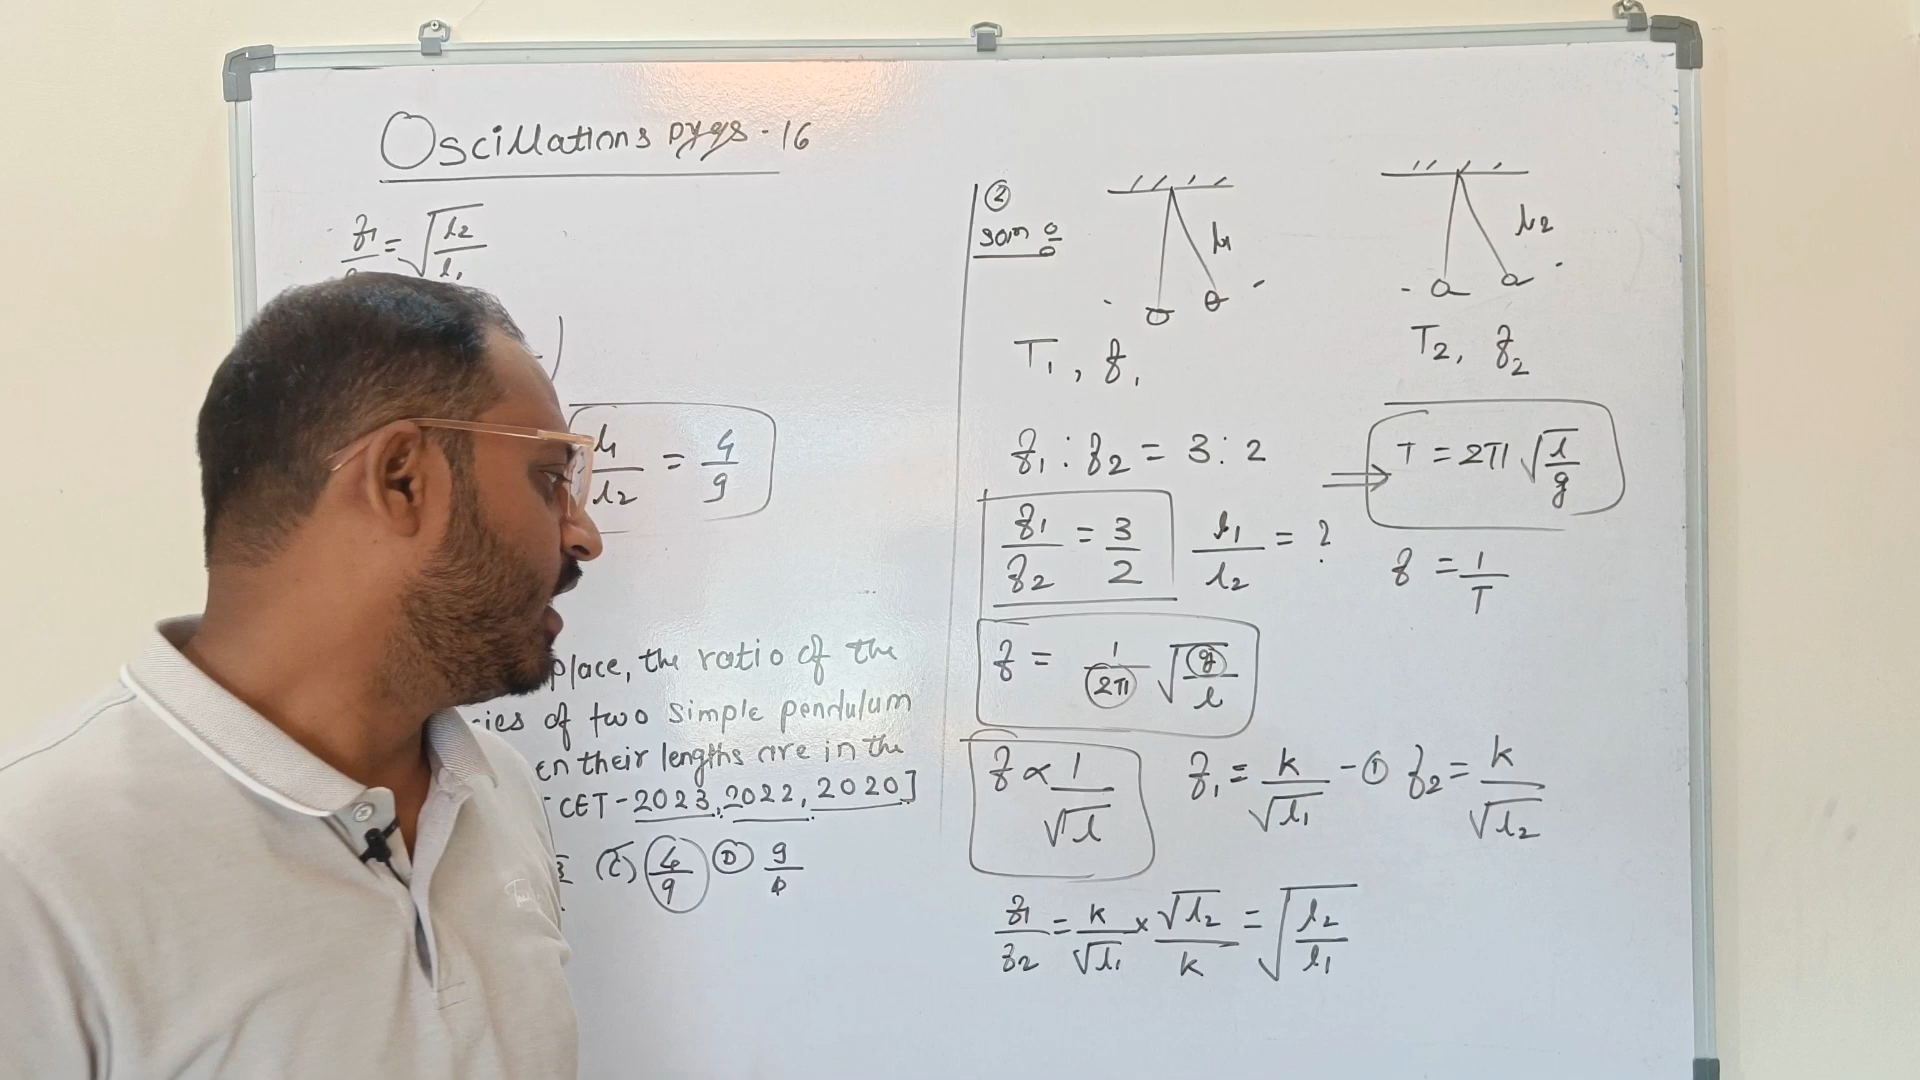 Oscillations pyqs - 16
f1/ = √(l2/l1)
l1/l2 = 4/9
place, the ratio of the
-ies of two simple pendulum
en their lengths are in the
CET - 2023, 2022, 2020]
(C) 4/9 (D) 9/4
②
l1
l2
T1, f1
T2, f2
f1 : f2 = 3 : 2
⇒ T = 2π √(l/g)
f1/f2 = 3/2
l1/l2 = ?
f = 1/T
f = 1/2π √(g/l)
f ∝ 1/√l
f1 = k/√l1 - ①
f2 = k/√l2
f1/f2 = k/√l1 × √l2/k = √(l2/l1)